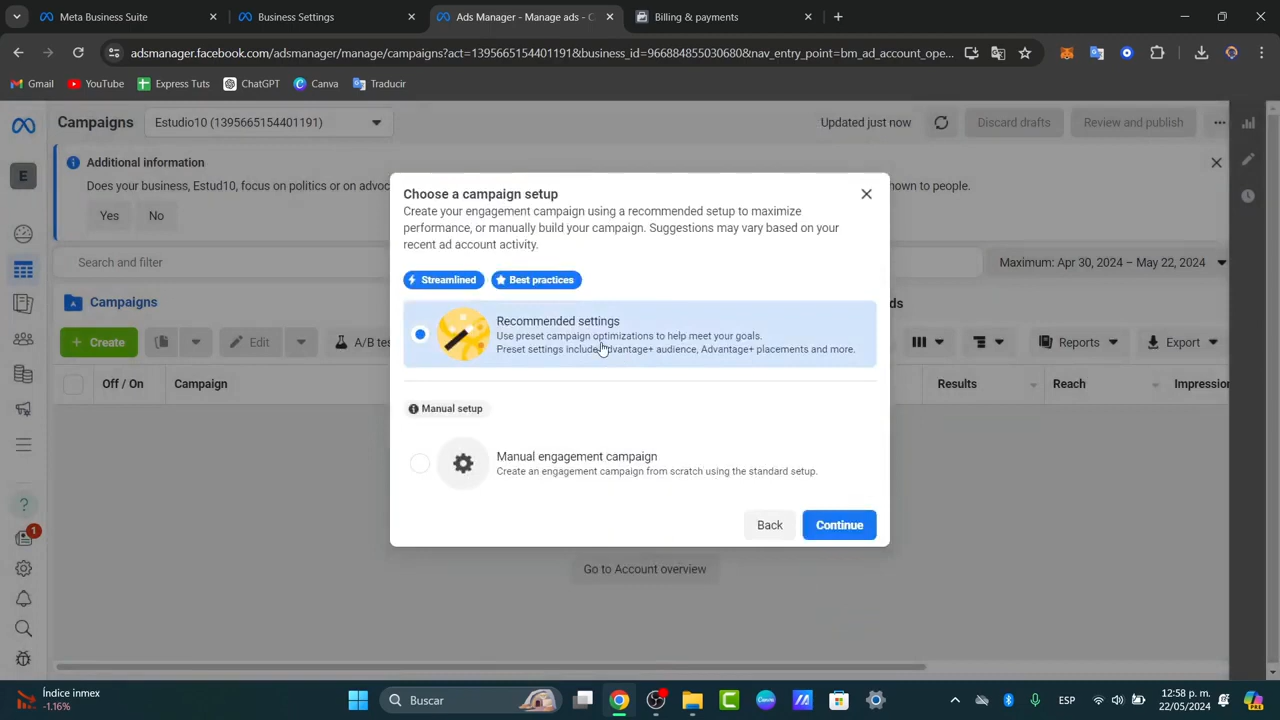 Meta Business Suite
Business Settings
Ads Manager - Manage ads - C
Billing & payments
adsmanager.facebook.com/adsmanager/manage/campaigns?act=1395665154401191&business_id=966884855030680&nav_entry_point=bm_ad_account_ope...
Gmail
YouTube
Express Tuts
ChatGPT
Canva
Traducir
Campaigns
Estudio10 (1395665154401191)
Updated just now
Discard drafts
Review and publish
Additional information
Does your business, Estud10, focus on politics or on advoc
hown to people.
Yes
No
Search and filter
Maximum: Apr 30, 2024 – May 22, 2024
Campaigns
ds
+ Create
Edit
A/B tes
Reports
Export
Off / On
Campaign
Results
Reach
Impression
Choose a campaign setup
Create your engagement campaign using a recommended setup to maximize
performance, or manually build your campaign. Suggestions may vary based on your
recent ad account activity.
Streamlined
Best practices
Recommended settings
Use preset campaign optimizations to help meet your goals.
Preset settings include Advantage+ audience, Advantage+ placements and more.
Manual setup
Manual engagement campaign
Create an engagement campaign from scratch using the standard setup.
Back
Continue
Go to Account overview
E
1
Índice inmex
-1.16%
Buscar
ESP
12:58 p. m.
22/05/2024